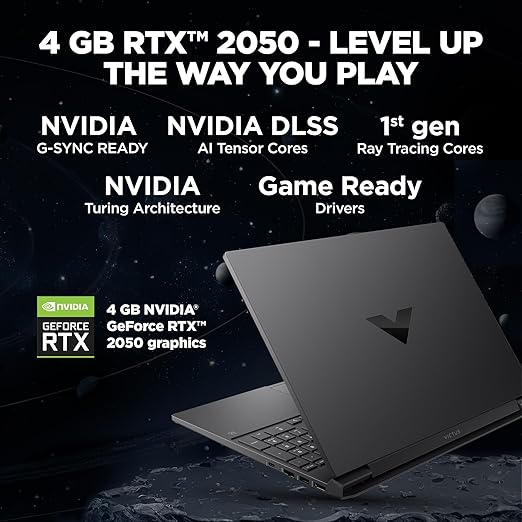 4 GB RTX™ 2050 - LEVEL UP
THE WAY YOU PLAY
NVIDIA
G-SYNC READY
NVIDIA DLSS
AI Tensor Cores
1st gen
Ray Tracing Cores
NVIDIA
Turing Architecture
Game Ready
Drivers
NVIDIA
GEFORCE
RTX
4 GB NVIDIA®
GeForce RTX™
2050 graphics
VICTUS